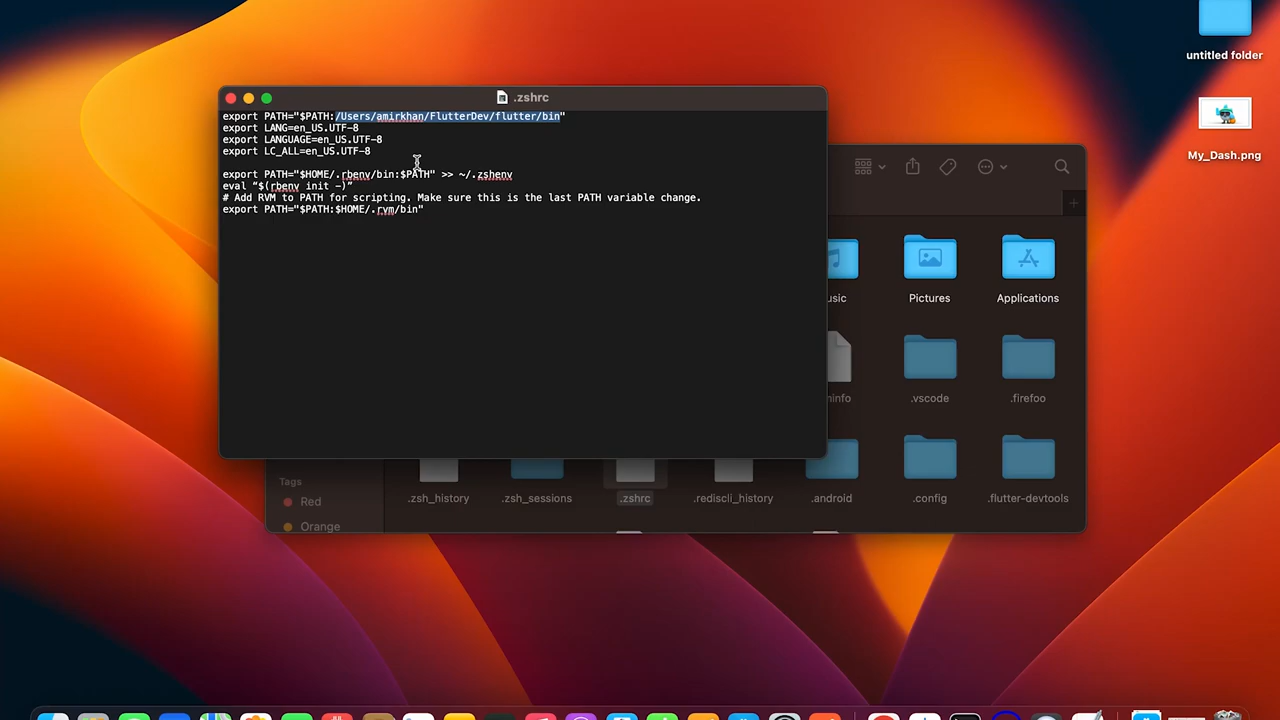 untitled folder
My_Dash.png
.zshrc
export PATH="$PATH:/Users/amirkhan/FlutterDev/flutter/bin"
export LANG=en_US.UTF-8
export LANGUAGE=en_US.UTF-8
export LC_ALL=en_US.UTF-8
export PATH="$HOME/.rbenv/bin:$PATH" >> ~/.zshenv
eval “$(rbenv init -)”
# Add RVM to PATH for scripting. Make sure this is the last PATH variable change.
export PATH="$PATH:$HOME/.rvm/bin"
Pictures
Applications
.vscode
.firefoo
Tags
Red
Orange
.zsh_history
.zsh_sessions
.zshrc
.rediscli_history
.android
.config
.flutter-devtools